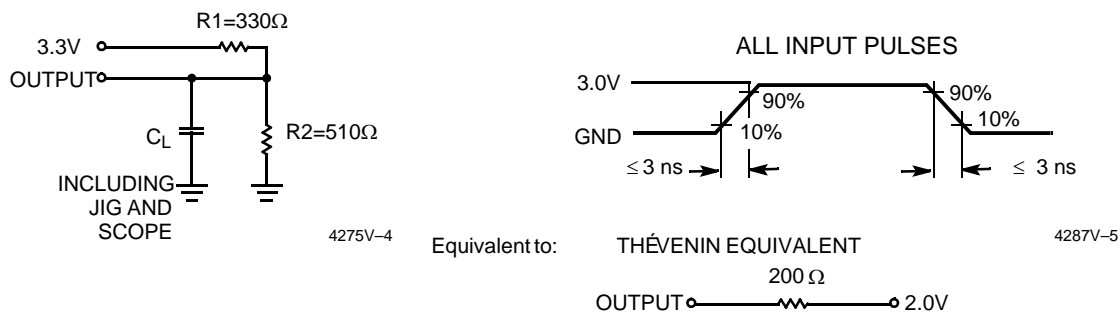 R1=330Ω
3.3V
OUTPUT
CL
R2=510Ω
INCLUDING
JIG AND
SCOPE
4275V–4
ALL INPUT PULSES
3.0V
90%
10%
GND
90%
10%
≤ 3 ns
≤ 3 ns
4287V–5
Equivalent to:
THÉVENIN EQUIVALENT
200 Ω
OUTPUT
2.0V